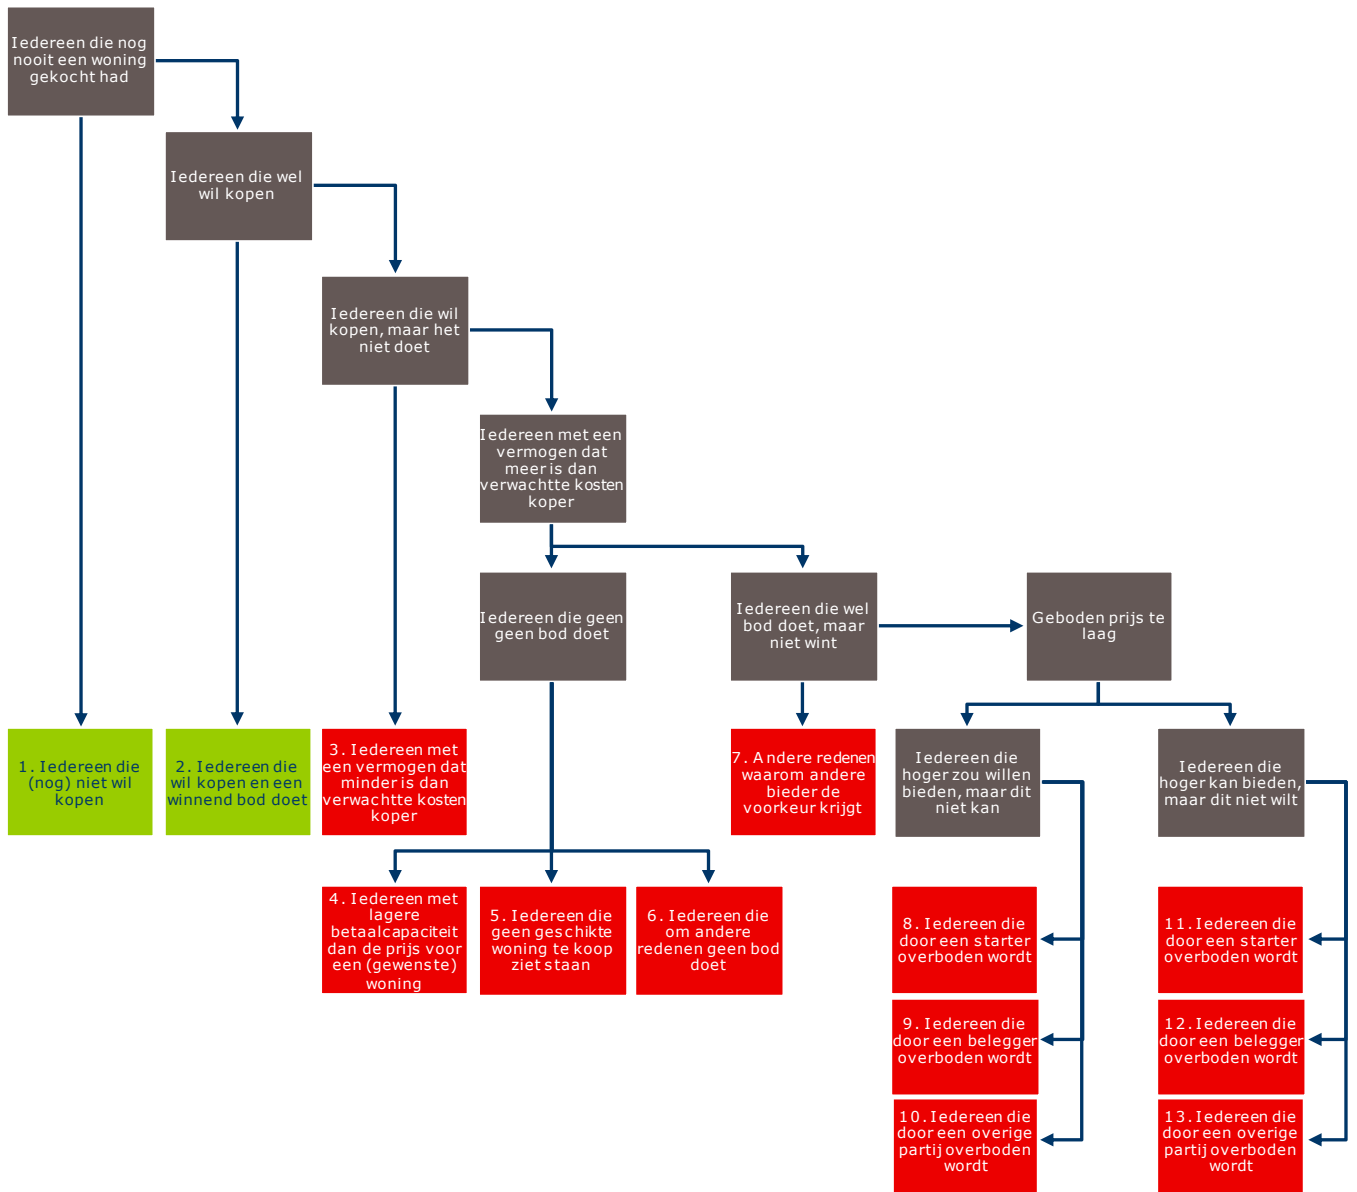 Iedereen die nog
nooit een woning
gekocht had
Iedereen die wel
wil kopen
Iedereen die wil
kopen, maar het
niet doet
Iedereen met een
vermogen dat
meer is dan
verwachtte kosten
koper
Iedereen die geen
geen bod doet
Iedereen die wel
bod doet, maar
niet wint
Geboden prijs te
laag
1. Iedereen die
(nog) niet wil
kopen
2. Iedereen die
wil kopen en een
winnend bod doet
3. Iedereen met
een vermogen dat
minder is dan
verwachtte kosten
koper
7. Andere redenen
waarom andere
bieder de
voorkeur krijgt
Iedereen die
hoger zou willen
bieden, maar dit
niet kan
Iedereen die
hoger kan bieden,
maar dit niet wilt
4. Iedereen met
lagere
betaalcapaciteit
dan de prijs voor
een (gewenste)
woning
5. Iedereen die
geen geschikte
woning te koop
ziet staan
6. Iedereen die
om andere
redenen geen bod
doet
8. Iedereen die
door een starter
overboden wordt
11. Iedereen die
door een starter
overboden wordt
9. Iedereen die
door een belegger
overboden wordt
12. Iedereen die
door een belegger
overboden wordt
10. Iedereen die
door een overige
partij overboden
wordt
13. Iedereen die
door een overige
partij overboden
wordt